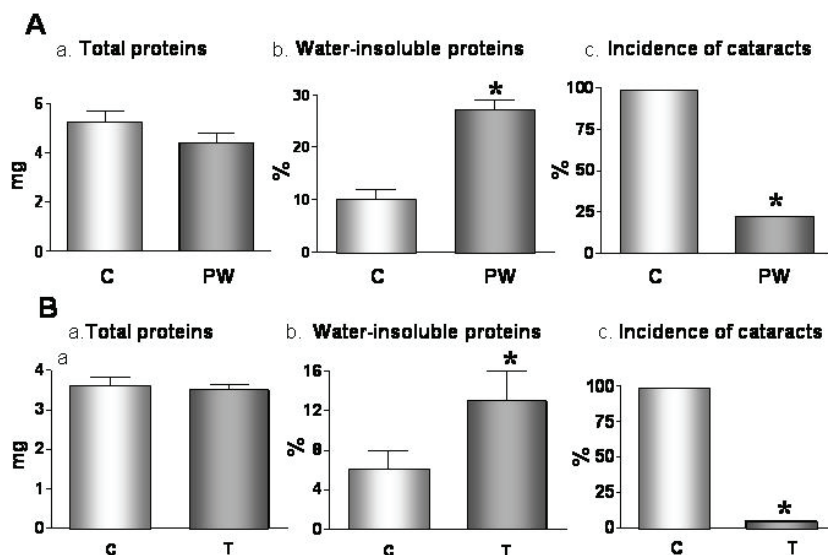 A
a. Total proteins
b. Water-insoluble proteins
c. Incidence of cataracts
mg
6
4
2
0
C
PW
%
30
20
10
0
*
C
PW
%
100
75
50
25
0
*
C
PW
B
a. Total proteins
b. Water-insoluble proteins
c. Incidence of cataracts
a
mg
4
3
2
1
0
C
T
%
16
12
8
4
0
*
C
T
%
100
75
50
25
0
*
C
T